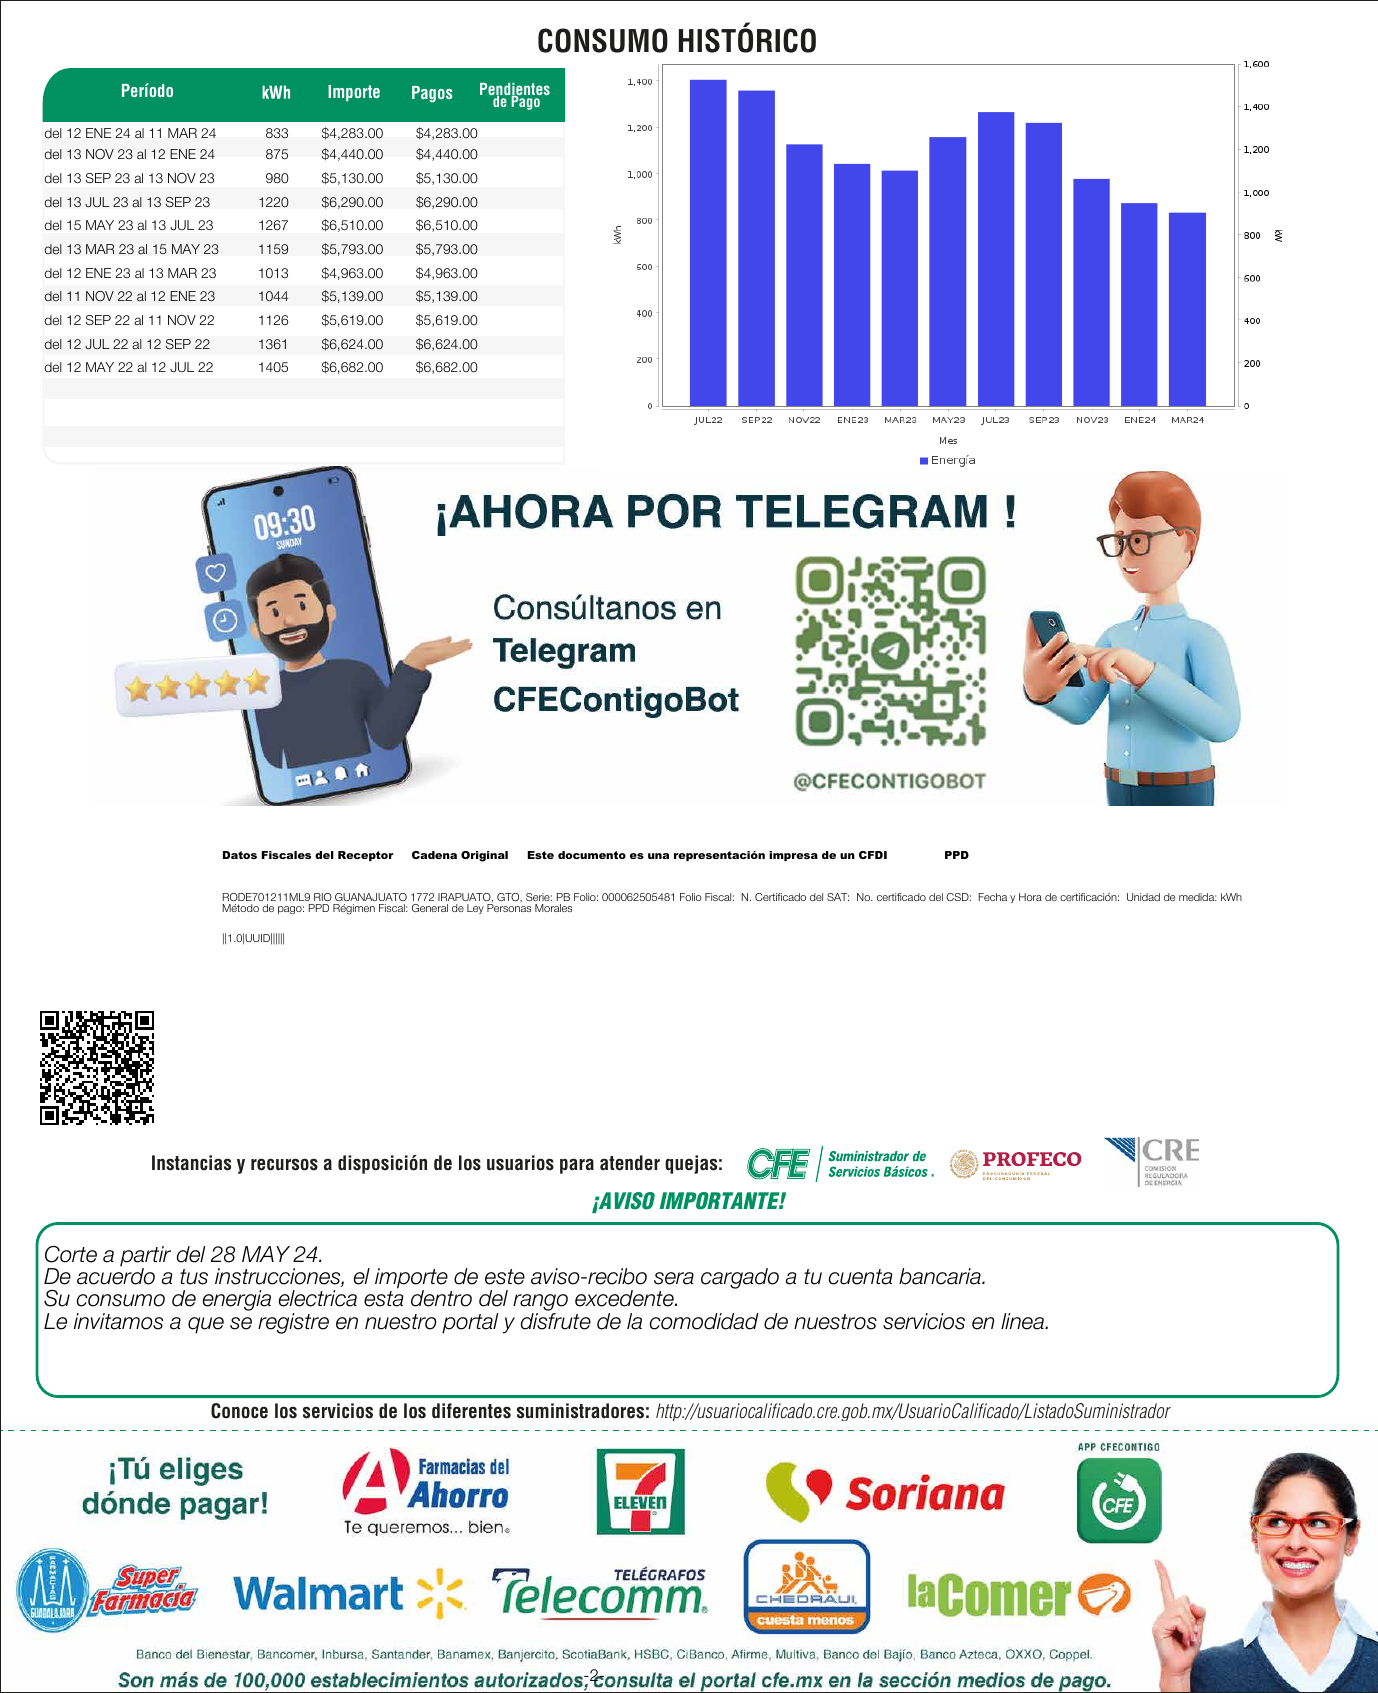 CONSUMO HISTÓRICO
Período kWh Importe Pagos Pendientes de Pago
del 12 ENE 24 al 11 MAR 24 833 $4,283.00 $4,283.00
del 13 NOV 23 al 12 ENE 24 875 $4,440.00 $4,440.00
del 13 SEP 23 al 13 NOV 23 980 $5,130.00 $5,130.00
del 13 JUL 23 al 13 SEP 23 1220 $6,290.00 $6,290.00
del 15 MAY 23 al 13 JUL 23 1267 $6,510.00 $6,510.00
del 13 MAR 23 al 15 MAY 23 1159 $5,793.00 $5,793.00
del 12 ENE 23 al 13 MAR 23 1013 $4,963.00 $4,963.00
del 11 NOV 22 al 12 ENE 23 1044 $5,139.00 $5,139.00
del 12 SEP 22 al 11 NOV 22 1126 $5,619.00 $5,619.00
del 12 JUL 22 al 12 SEP 22 1361 $6,624.00 $6,624.00
del 12 MAY 22 al 12 JUL 22 1405 $6,682.00 $6,682.00
kWh
1,400
1,200
1,000
800
600
400
200
0
1,600
1,400
1,200
1,000
800
600
400
200
0
kW
JUL22 SEP22 NOV22 ENE23 MAR23 MAY23 JUL23 SEP23 NOV23 ENE24 MAR24
Mes
Energía
09:30
SUNDAY
¡AHORA POR TELEGRAM !
Consúltanos en
Telegram
CFEContigoBot
@CFECONTIGOBOT
Datos Fiscales del Receptor Cadena Original Este documento es una representación impresa de un CFDI PPD
RODE701211ML9 RIO GUANAJUATO 1772 IRAPUATO, GTO, Serie: PB Folio: 000062505481 Folio Fiscal: N. Certificado del SAT: No. certificado del CSD: Fecha y Hora de certificación: Unidad de medida: kWh
Método de pago: PPD Régimen Fiscal: General de Ley Personas Morales
||1.0|UUID||||||
Instancias y recursos a disposición de los usuarios para atender quejas:
CFE Suministrador de
Servicios Básicos .
PROFECO
PROCURADURÍA FEDERAL
DEL CONSUMIDOR
CRE
COMISIÓN
REGULADORA
DE ENERGÍA
¡AVISO IMPORTANTE!
Corte a partir del 28 MAY 24.
De acuerdo a tus instrucciones, el importe de este aviso-recibo sera cargado a tu cuenta bancaria.
Su consumo de energia electrica esta dentro del rango excedente.
Le invitamos a que se registre en nuestro portal y disfrute de la comodidad de nuestros servicios en linea.
Conoce los servicios de los diferentes suministradores: http://usuariocalificado.cre.gob.mx/UsuarioCalificado/ListadoSuministrador
¡Tú eliges
dónde pagar!
Farmacias del
Ahorro
Te queremos... bien.®
7
ELEVEn
Soriana
APP CFECONTIGO
CFE
FARMACIAS
GUADALAJARA
Super
Farmacia
Walmart
TELÉGRAFOS
Telecomm®
CHEDRAUI
cuesta menos
laComer
Banco del Bienestar, Bancomer, Inbursa, Santander, Banamex, Banjercito, ScotiaBank, HSBC, CiBanco, Afirme, Multiva, Banco del Bajío, Banco Azteca, OXXO, Coppel.
Son más de 100,000 establecimientos autorizados, consulta el portal cfe.mx en la sección medios de pago.
-2-